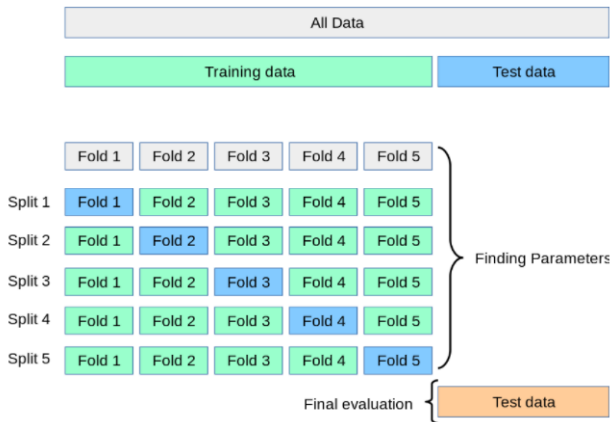 All Data
Training data Test data
Fold 1 Fold 2 Fold 3 Fold 4 Fold 5
Split 1 Fold 1 Fold 2 Fold 3 Fold 4 Fold 5
Split 2 Fold 1 Fold 2 Fold 3 Fold 4 Fold 5
Finding Parameters
Split 3 Fold 1 Fold 2 Fold 3 Fold 4 Fold 5
Split 4 Fold 1 Fold 2 Fold 3 Fold 4 Fold 5
Split 5 Fold 1 Fold 2 Fold 3 Fold 4 Fold 5
Final evaluation Test data